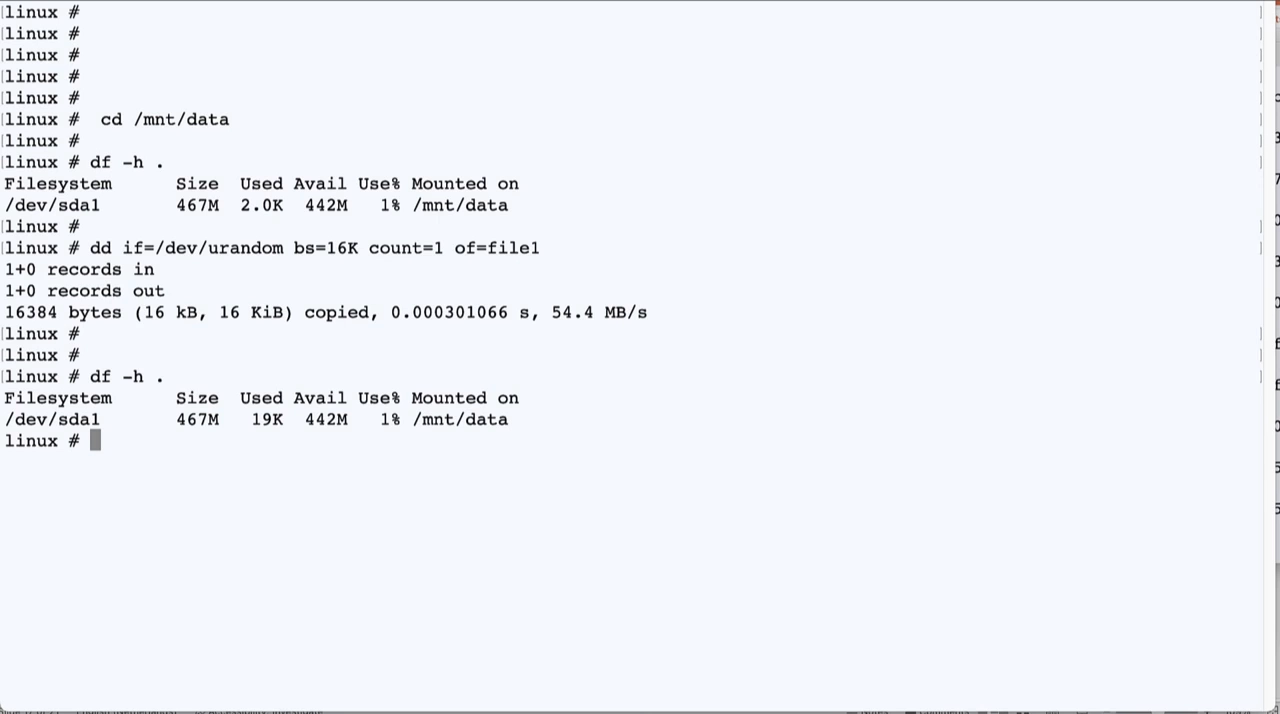 linux #
linux #
linux #
linux #
linux #
linux #  cd /mnt/data
linux #
linux # df -h .
Filesystem      Size  Used Avail Use% Mounted on
/dev/sda1       467M  2.0K  442M   1% /mnt/data
linux #
linux # dd if=/dev/urandom bs=16K count=1 of=file1
1+0 records in
1+0 records out
16384 bytes (16 kB, 16 KiB) copied, 0.000301066 s, 54.4 MB/s
linux #
linux #
linux # df -h .
Filesystem      Size  Used Avail Use% Mounted on
/dev/sda1       467M   19K  442M   1% /mnt/data
linux #